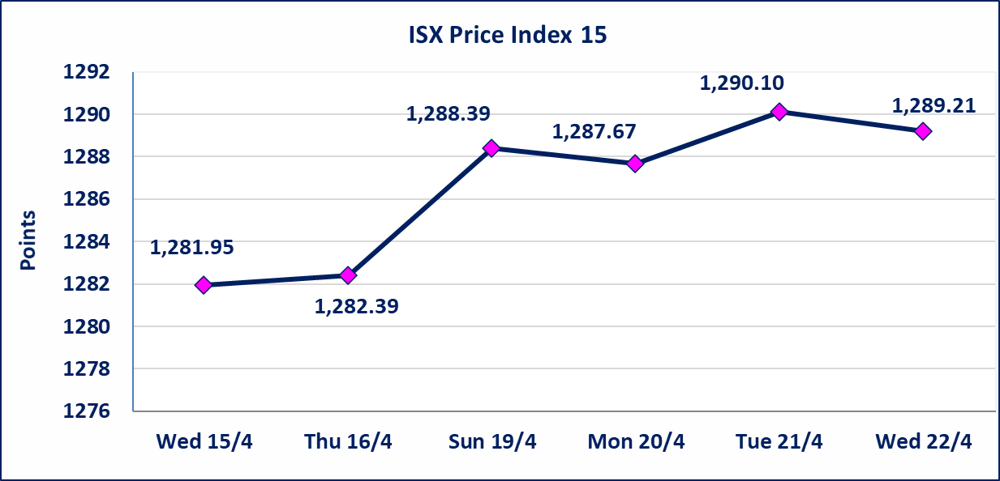 ISX Price Index 15
Points
1292
1290
1288
1286
1284
1282
1280
1278
1276
1,281.95
1,282.39
1,288.39
1,287.67
1,290.10
1,289.21
Wed 15/4
Thu 16/4
Sun 19/4
Mon 20/4
Tue 21/4
Wed 22/4